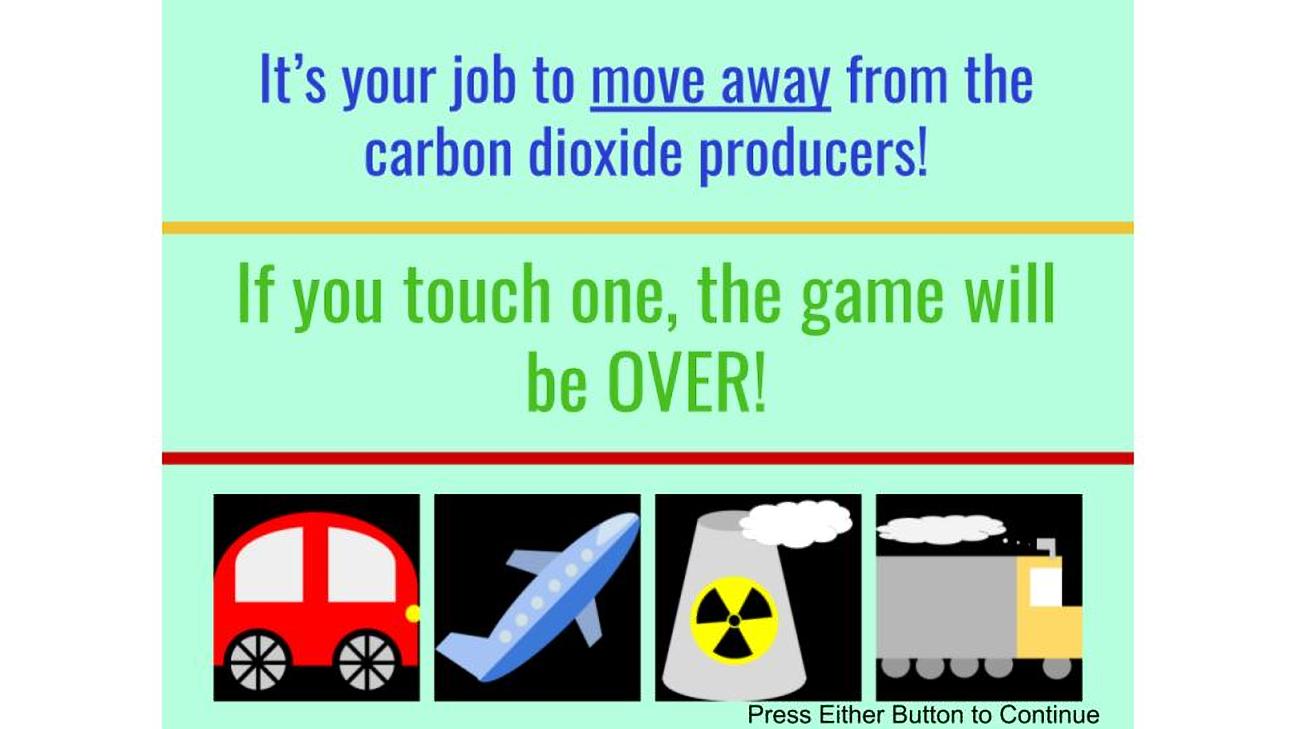 It’s your job to move away from the
carbon dioxide producers!
If you touch one, the game will
be OVER!
Press Either Button to Continue